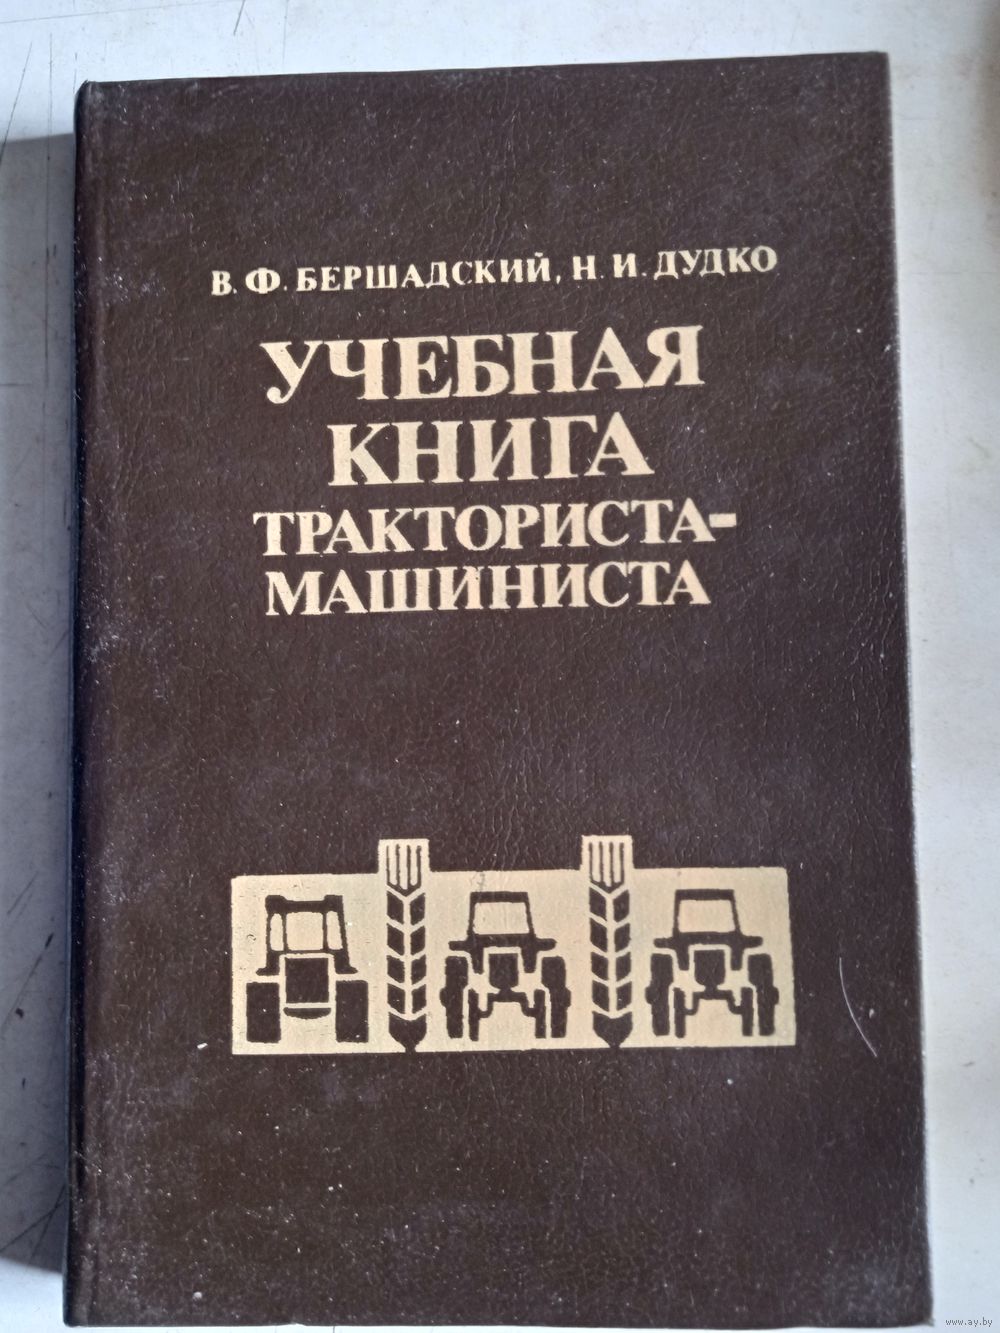 В. Ф. БЕРШАДСКИЙ, Н. И. ДУДКО
УЧЕБНАЯ
КНИГА
ТРАКТОРИСТА-
МАШИНИСТА
www.ay.by